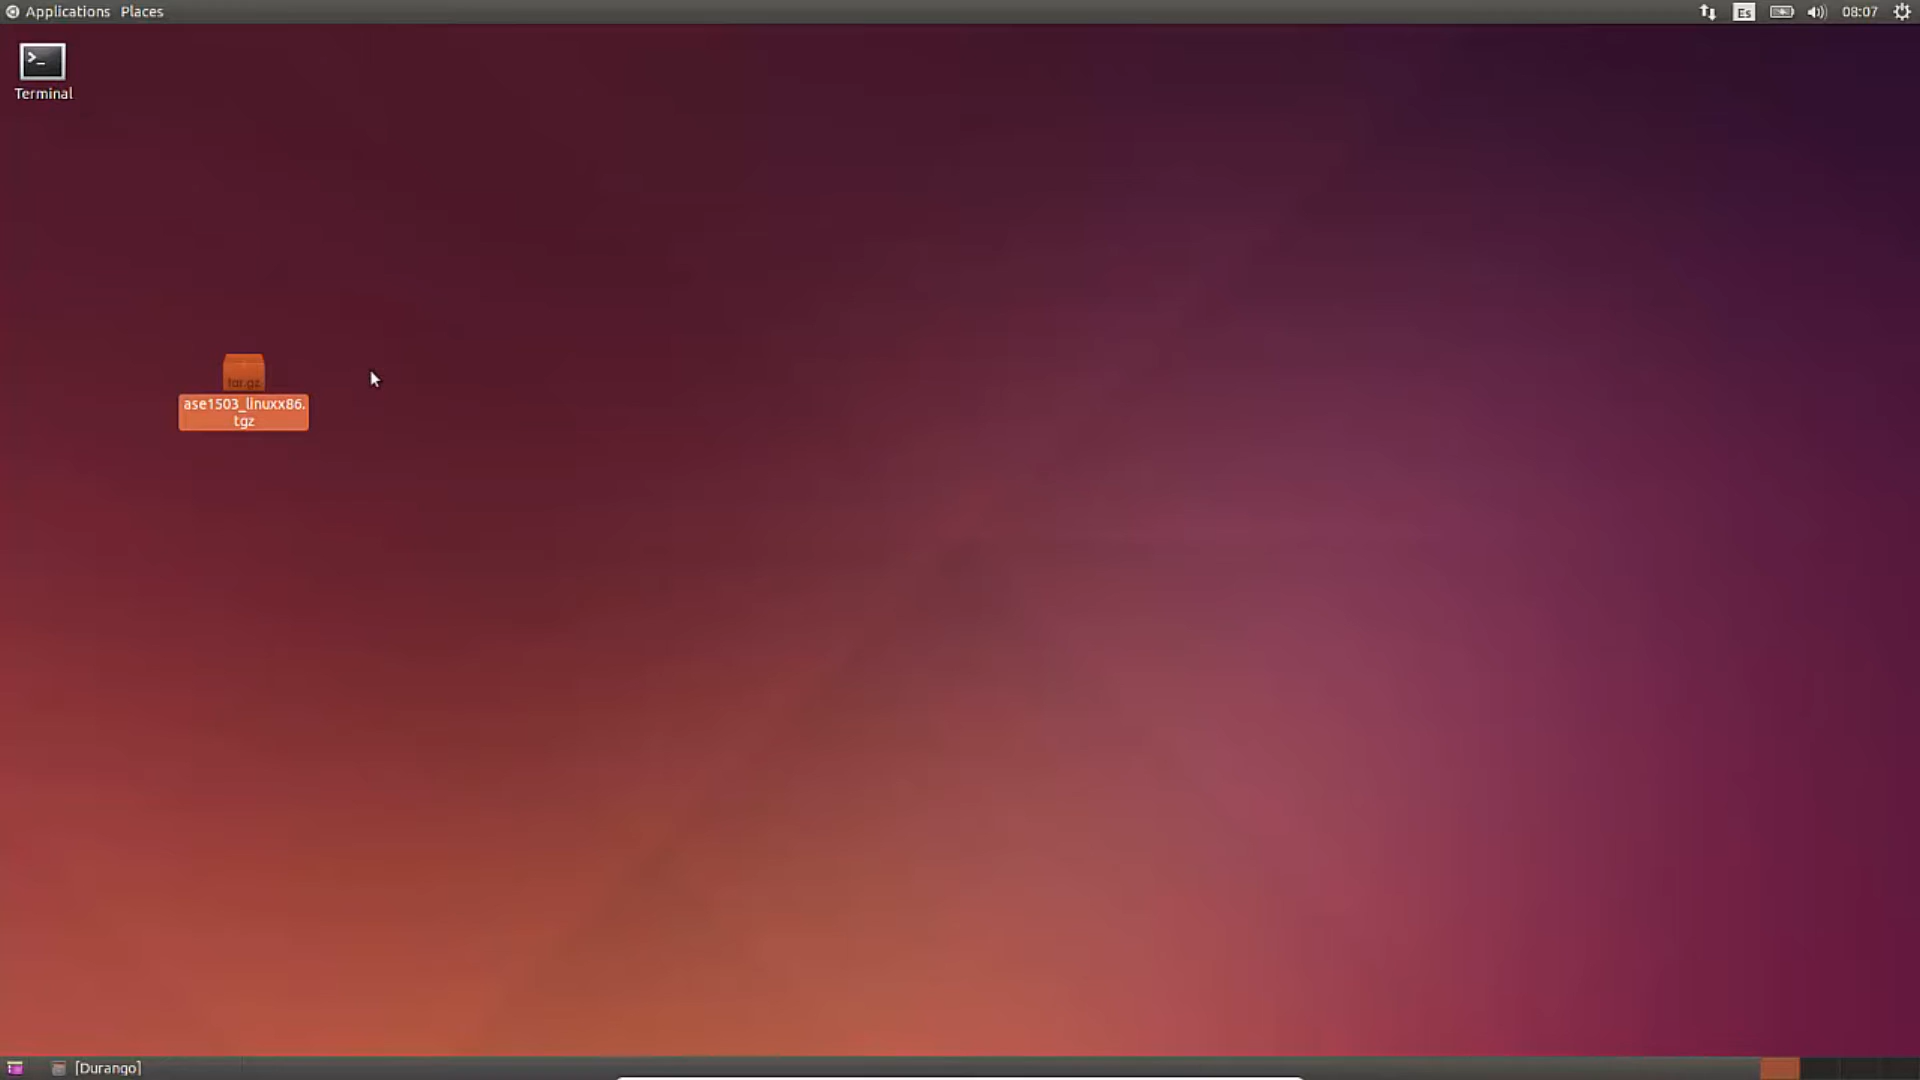 Applications Places
Es 08:07
>_
Terminal
tar.gz
ase1503_linuxx86.
tgz
[Durango]